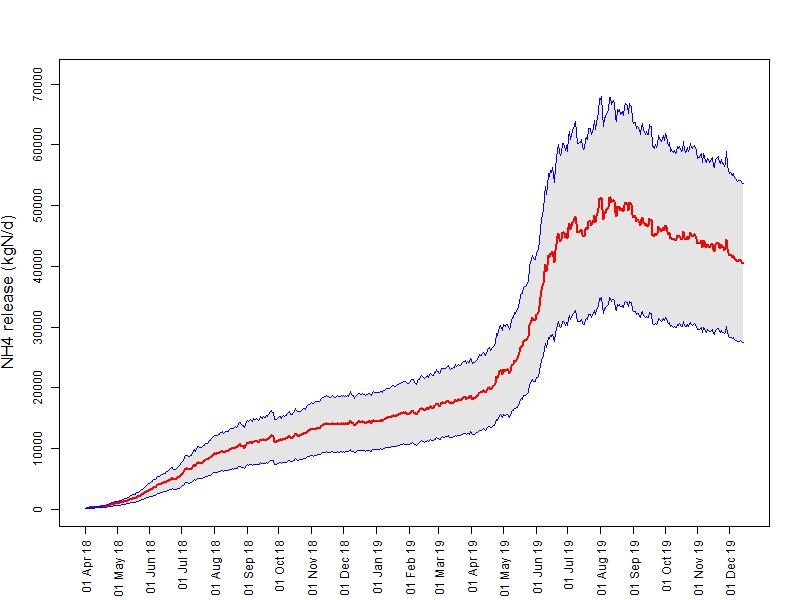 NH4 release (kgN/d)
70000
60000
50000
40000
30000
20000
10000
0
01 Apr 18
01 May 18
01 Jun 18
01 Jul 18
01 Aug 18
01 Sep 18
01 Oct 18
01 Nov 18
01 Dec 18
01 Jan 19
01 Feb 19
01 Mar 19
01 Apr 19
01 May 19
01 Jun 19
01 Jul 19
01 Aug 19
01 Sep 19
01 Oct 19
01 Nov 19
01 Dec 19